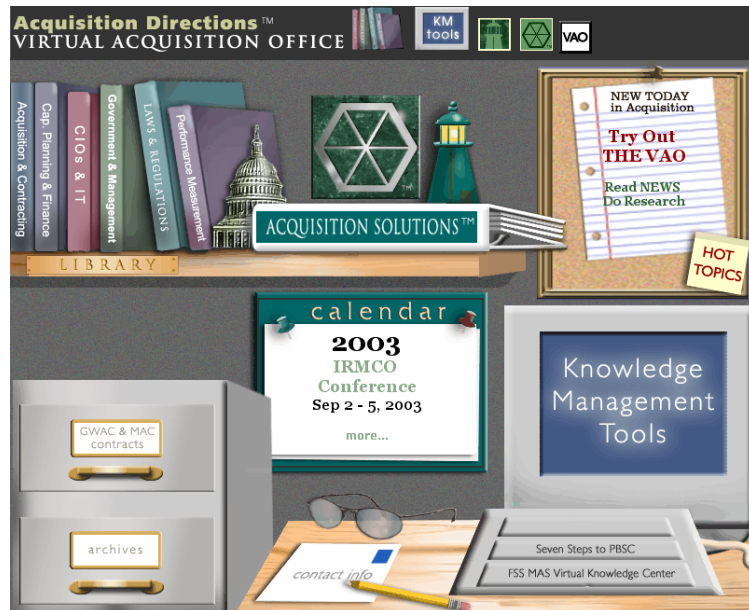 Acquisition Directions™
VIRTUAL ACQUISITION OFFICE
KM
tools
VAO
Acquisition & Contracting
Cap. Planning & Finance
CIOs & IT
Government & Management
LAWS & REGULATIONS
Performance Measurement
TM
ACQUISITION SOLUTIONS™
LIBRARY
NEW TODAY
in Acquisition
Try Out
THE VAO
Read NEWS
Do Research
HOT
TOPICS
calendar
2003
IRMCO
Conference
Sep 2 - 5, 2003
more...
Knowledge
Management
Tools
GWAC & MAC
contracts
archives
contact info
Seven Steps to PBSC
FSS MAS Virtual Knowledge Center